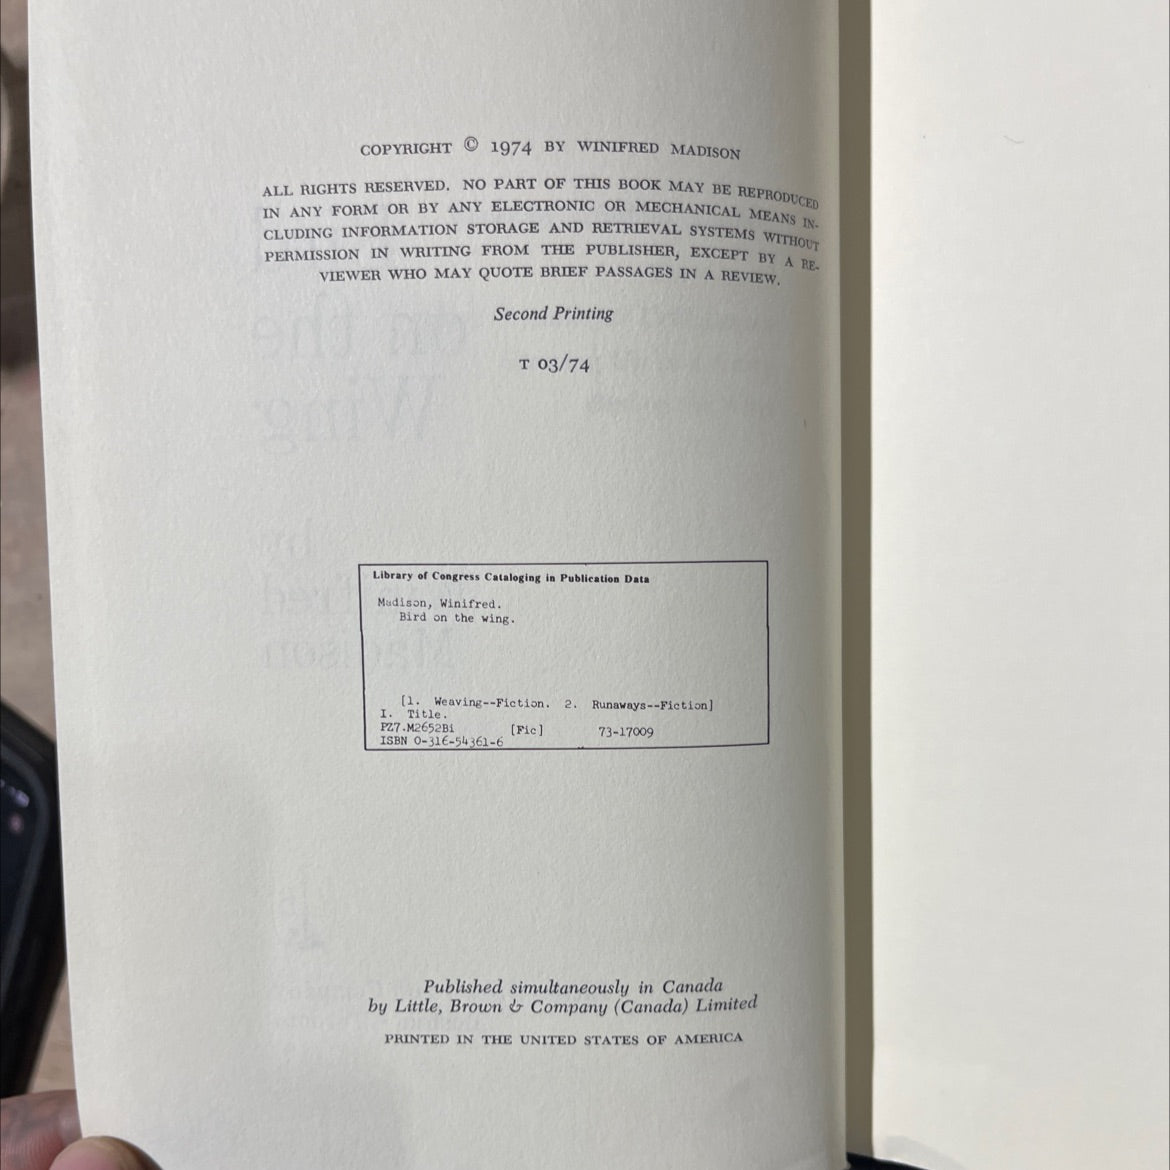 COPYRIGHT © 1974 BY WINIFRED MADISON
ALL RIGHTS RESERVED. NO PART OF THIS BOOK MAY BE REPRODUCED
IN ANY FORM OR BY ANY ELECTRONIC OR MECHANICAL MEANS IN-
CLUDING INFORMATION STORAGE AND RETRIEVAL SYSTEMS WITHOUT
PERMISSION IN WRITING FROM THE PUBLISHER, EXCEPT BY A RE-
VIEWER WHO MAY QUOTE BRIEF PASSAGES IN A REVIEW.
Second Printing
T 03/74
Library of Congress Cataloging in Publication Data
Madison, Winifred.
Bird on the wing.
[1. Weaving--Fiction. 2. Runaways--Fiction]
I. Title.
PZ7.M2652Bi [Fic] 73-17009
ISBN 0-316-54361-6
Published simultaneously in Canada
by Little, Brown & Company (Canada) Limited
PRINTED IN THE UNITED STATES OF AMERICA